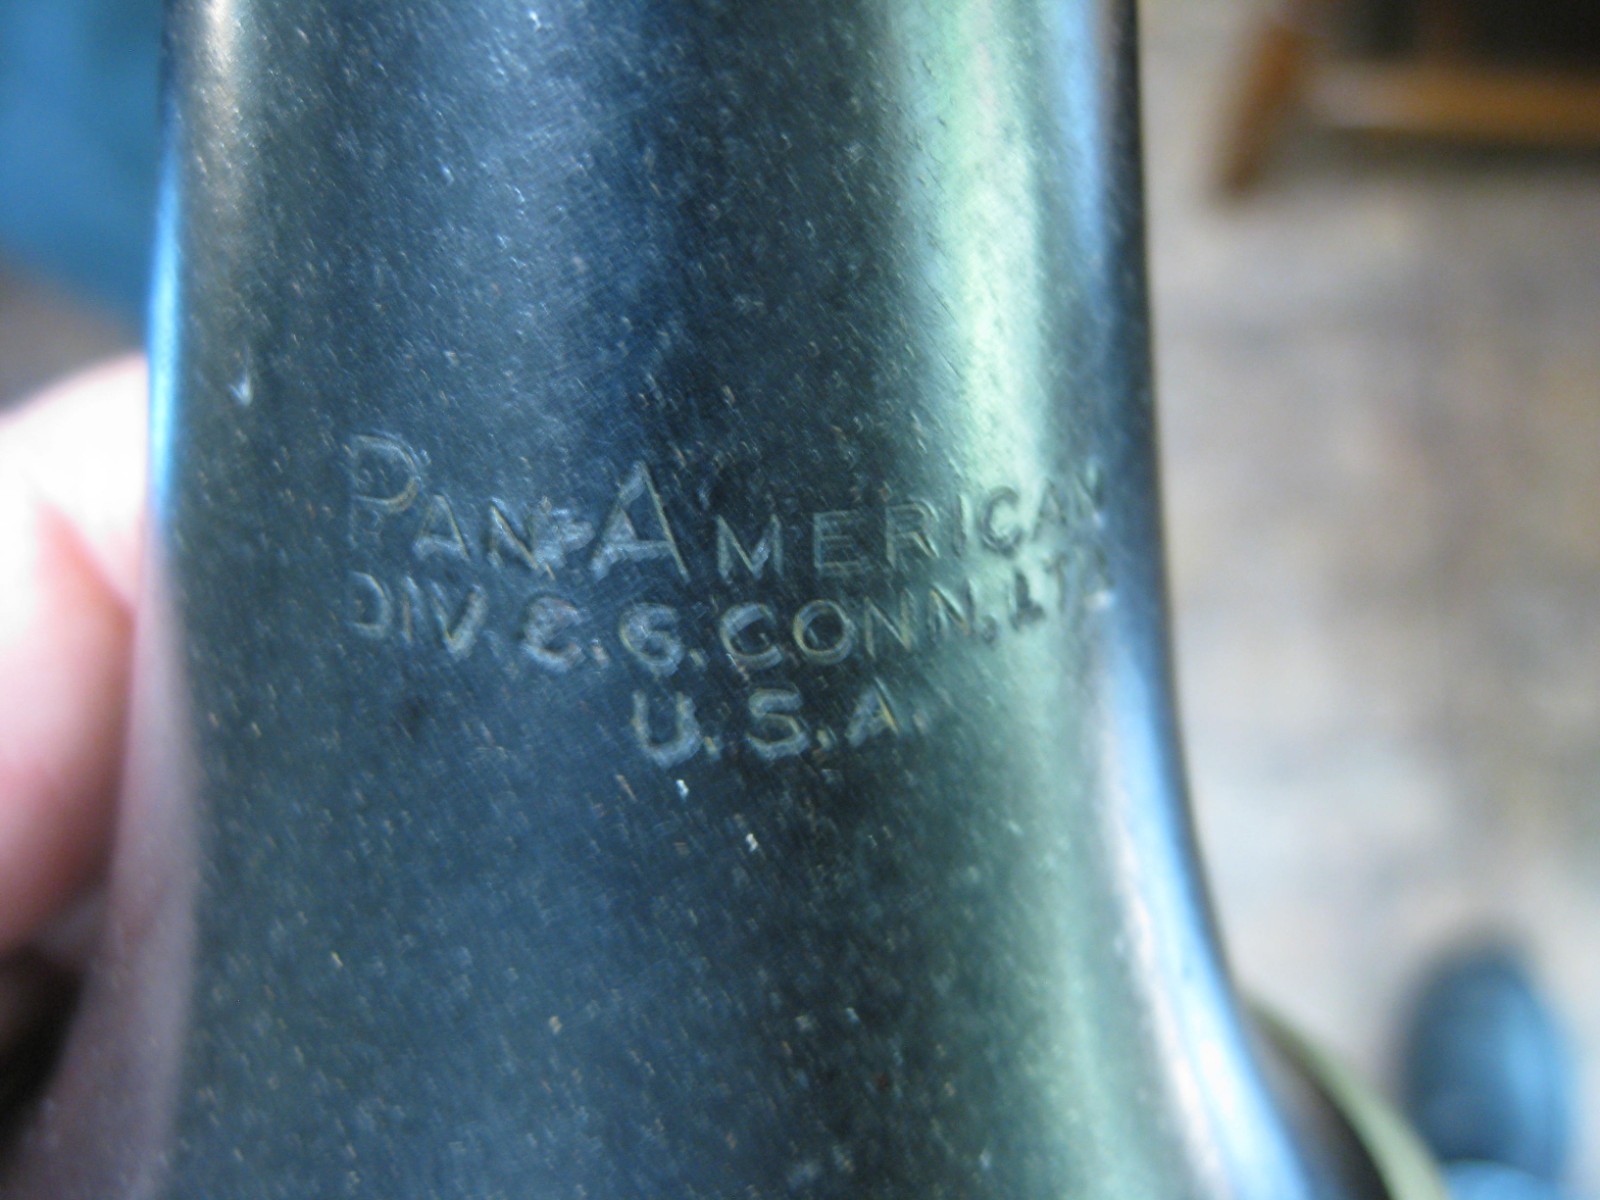 PAN-AMERICAN
DIV. C. G. CONN, LTD
U.S.A.